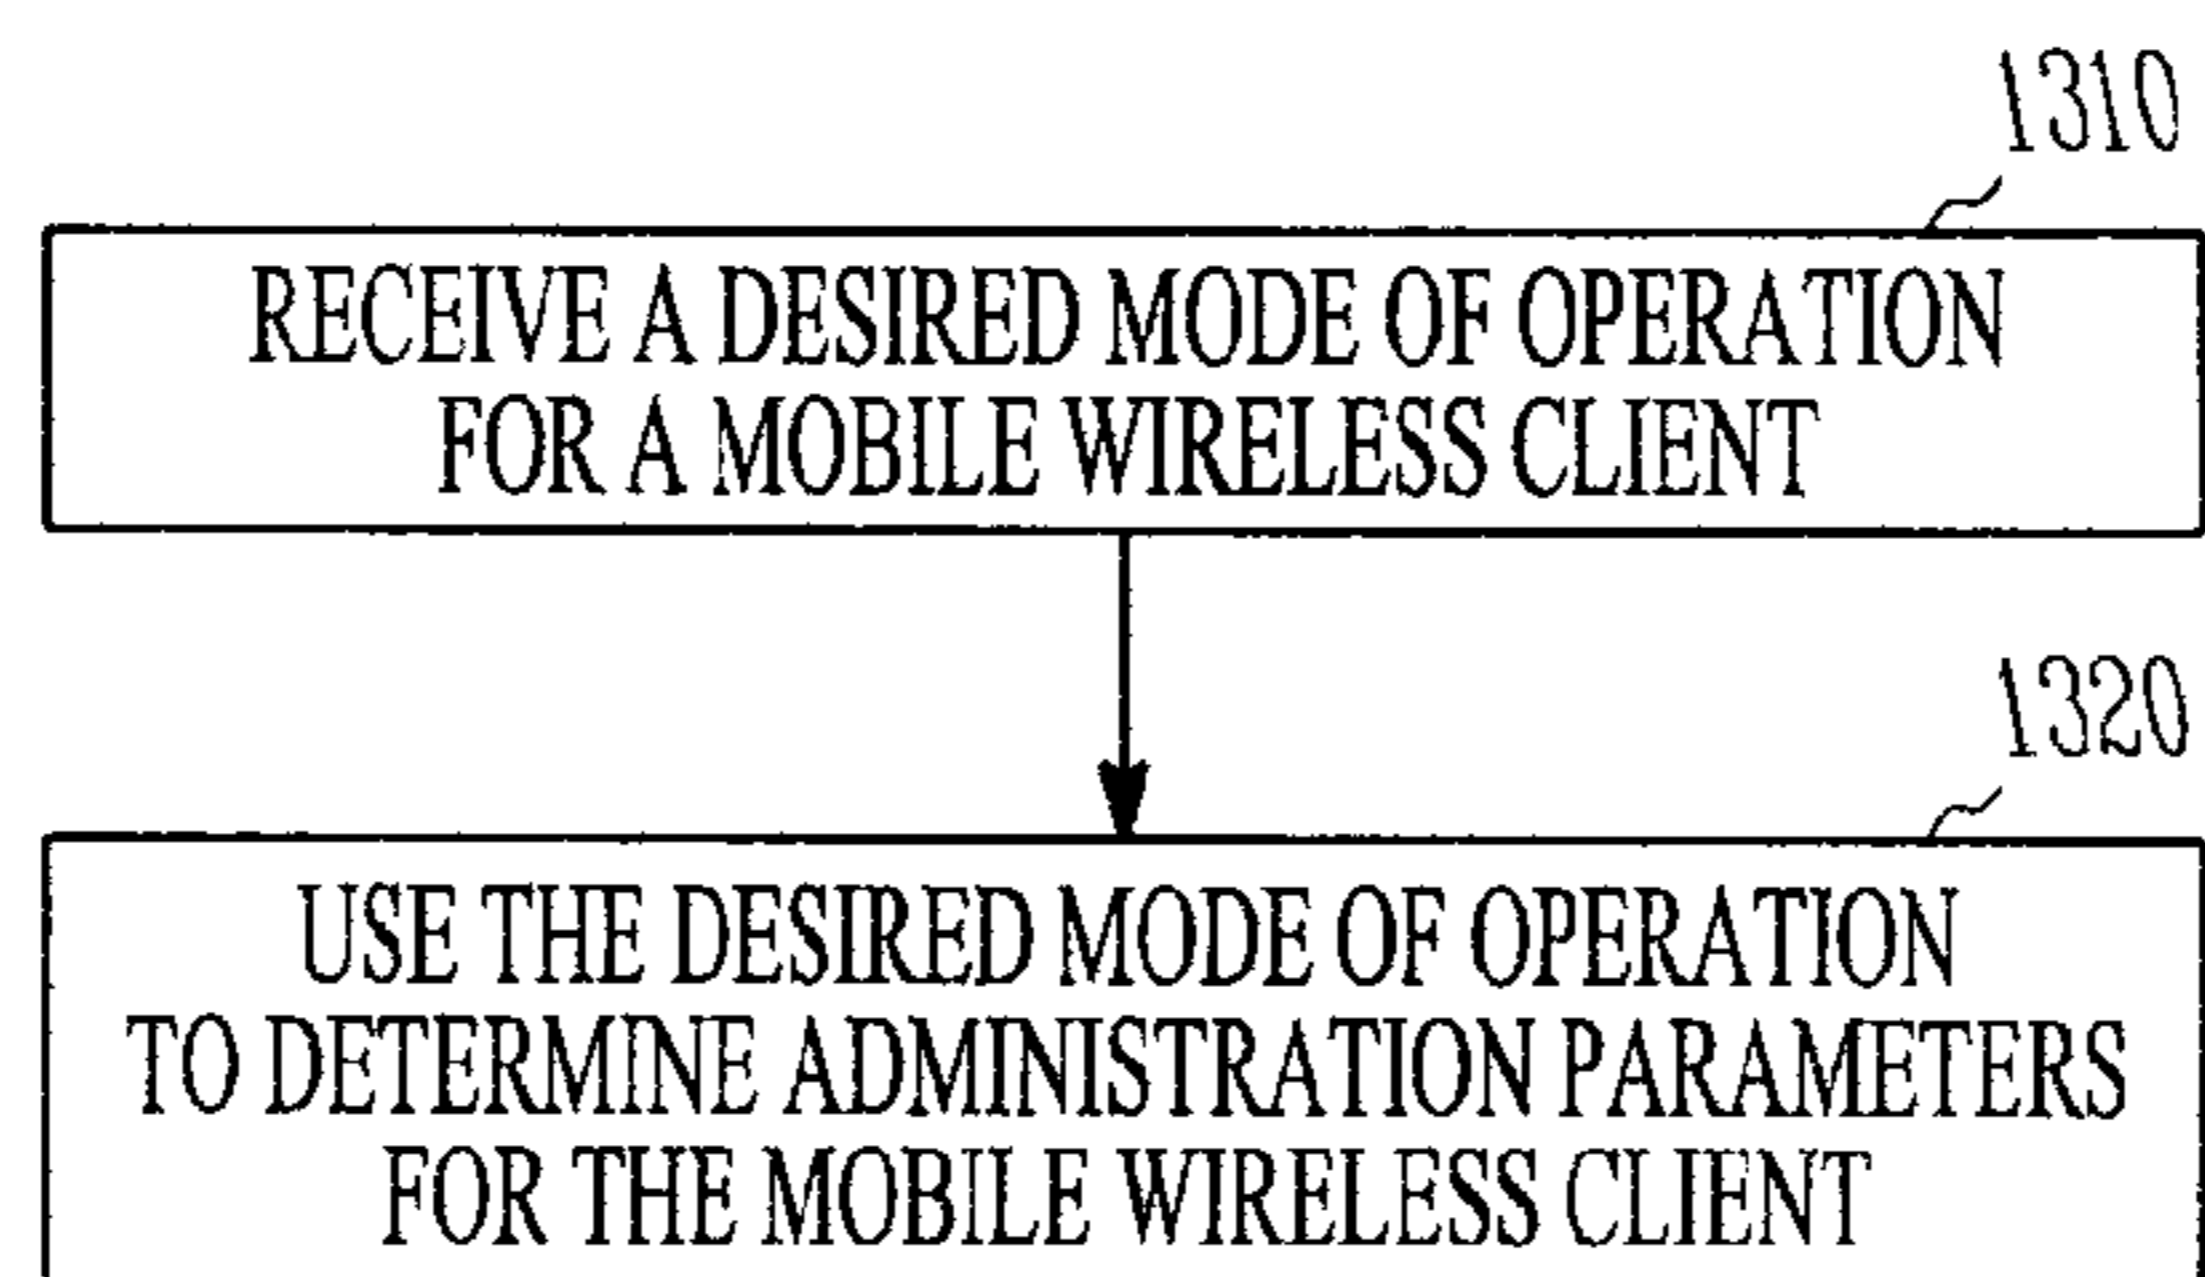 1310
RECEIVE A DESIRED MODE OF OPERATION
FOR A MOBILE WIRELESS CLIENT
1320
USE THE DESIRED MODE OF OPERATION
TO DETERMINE ADMINISTRATION PARAMETERS
FOR THE MOBILE WIRELESS CLIENT